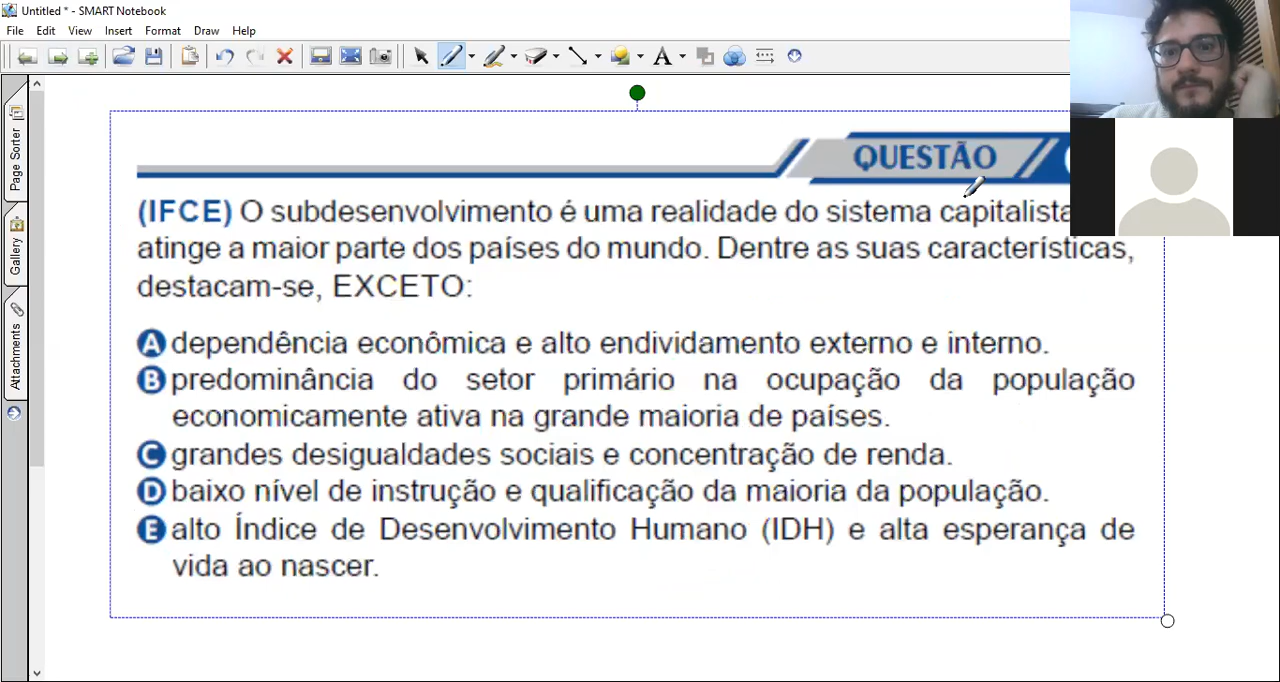 Untitled * - SMART Notebook
File Edit View Insert Format Draw Help
Page Sorter
Gallery
Attachments
QUESTÃO
(IFCE) O subdesenvolvimento é uma realidade do sistema capitalista
atinge a maior parte dos países do mundo. Dentre as suas características,
destacam-se, EXCETO:
A dependência econômica e alto endividamento externo e interno.
B predominância do setor primário na ocupação da população
economicamente ativa na grande maioria de países.
C grandes desigualdades sociais e concentração de renda.
D baixo nível de instrução e qualificação da maioria da população.
E alto Índice de Desenvolvimento Humano (IDH) e alta esperança de
vida ao nascer.